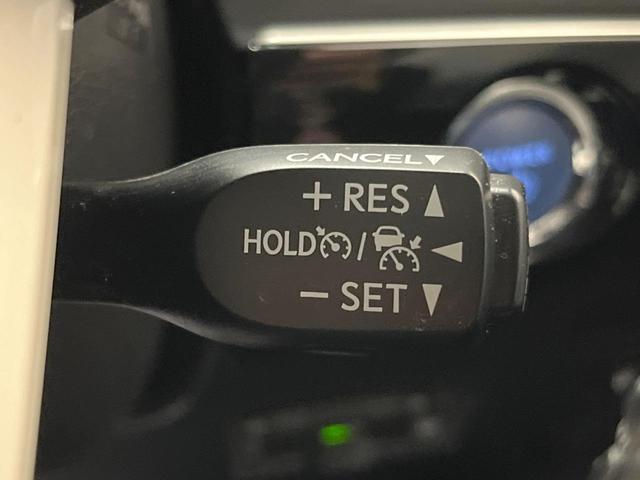 CANCEL▼
+ RES ▲
HOLD / ◀
− SET ▼